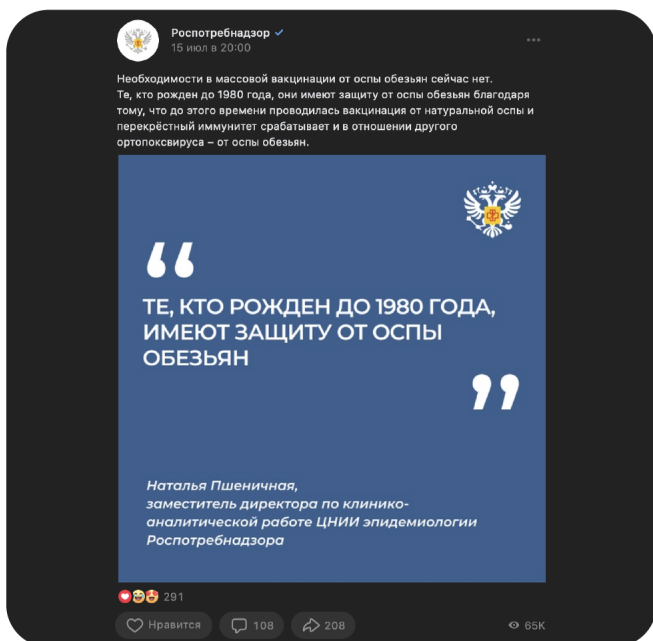 Роспотребнадзор
15 июл в 20:00
Необходимости в массовой вакцинации от оспы обезьян сейчас нет.
Те, кто рожден до 1980 года, они имеют защиту от оспы обезьян благодаря
тому, что до этого времени проводилась вакцинация от натуральной оспы и
перекрёстный иммунитет срабатывает и в отношении другого
ортопоксвируса – от оспы обезьян.
“
ТЕ, КТО РОЖДЕН ДО 1980 ГОДА,
ИМЕЮТ ЗАЩИТУ ОТ ОСПЫ
ОБЕЗЬЯН
”
Наталья Пшеничная,
заместитель директора по клинико-
аналитической работе ЦНИИ эпидемиологии
Роспотребнадзора
291
Нравится 108 208 65K